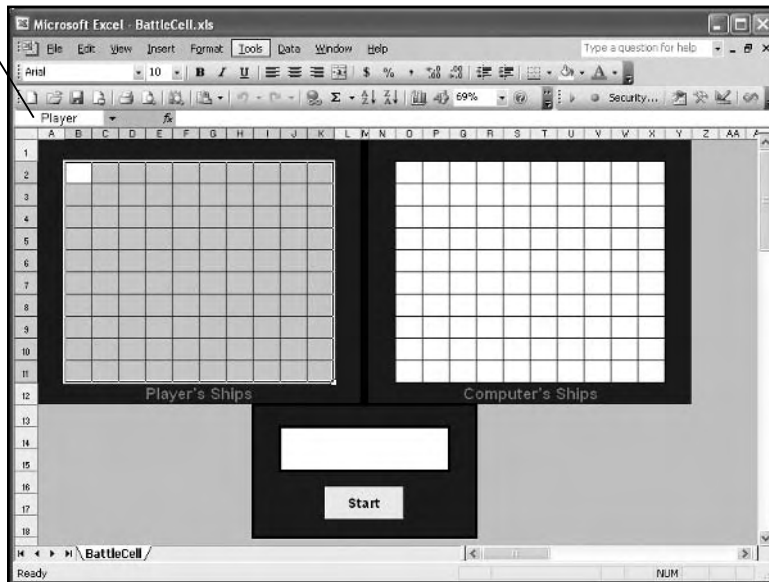 Microsoft Excel - BattleCell.xls
File Edit View Insert Format Tools Data Window Help
Type a question for help
Arial 10 B I U $ % ,
Σ 69% Security...
Player fx
A B C D E F G H I J K L M N O P Q R S T U V W X Y Z AA
1
2
3
4
5
6
7
8
9
10
11
12 Player's Ships Computer's Ships
13
14
15
16
17 Start
18
BattleCell
Ready NUM